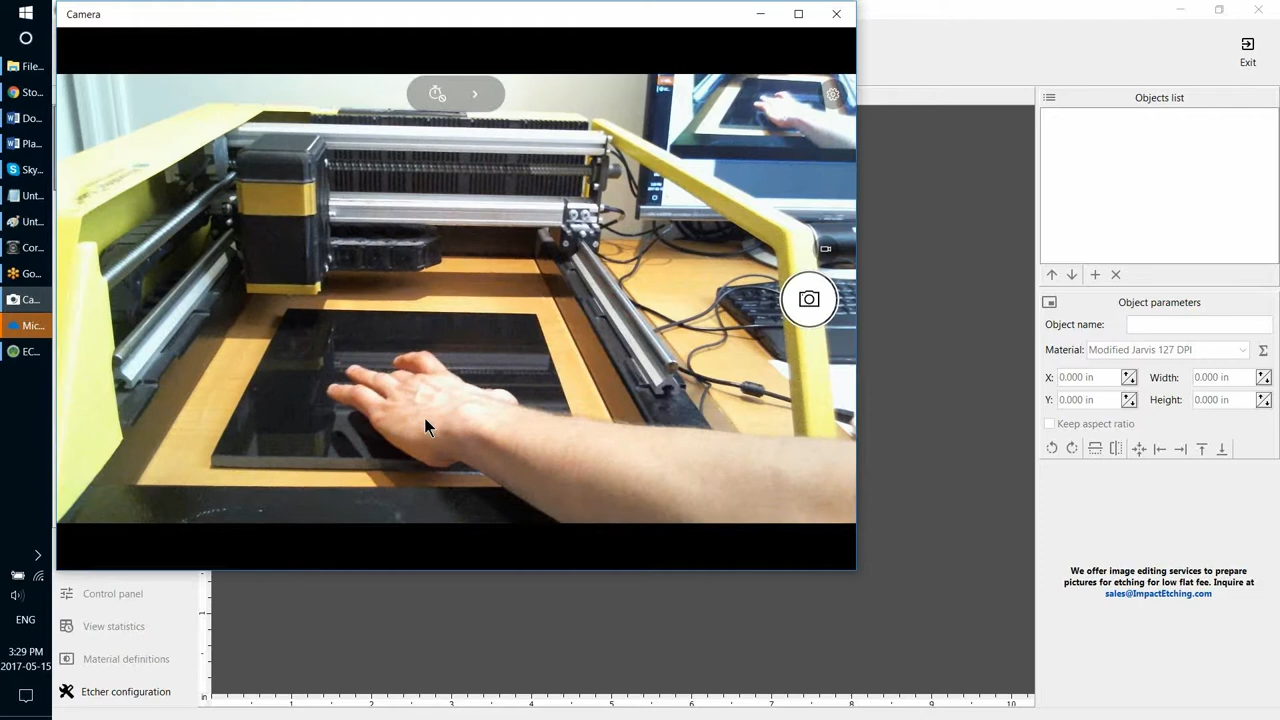 Camera
Exit
File...
Sto...
Do...
Pla...
Sky...
Unt...
Unt...
Cor...
Go...
Ca...
Mic...
EC...
ENG
3:29 PM
2017-05-15
Objects list
Object parameters
Object name:
Material: Modified Jarvis 127 DPI
X: 0.000 in Width: 0.000 in
Y: 0.000 in Height: 0.000 in
Keep aspect ratio
We offer image editing services to prepare
pictures for etching for low flat fee. Inquire at
sales@ImpactEtching.com
Control panel
View statistics
Material definitions
Etcher configuration
in 1 2 3 4 5 6 7 8 9 10
1